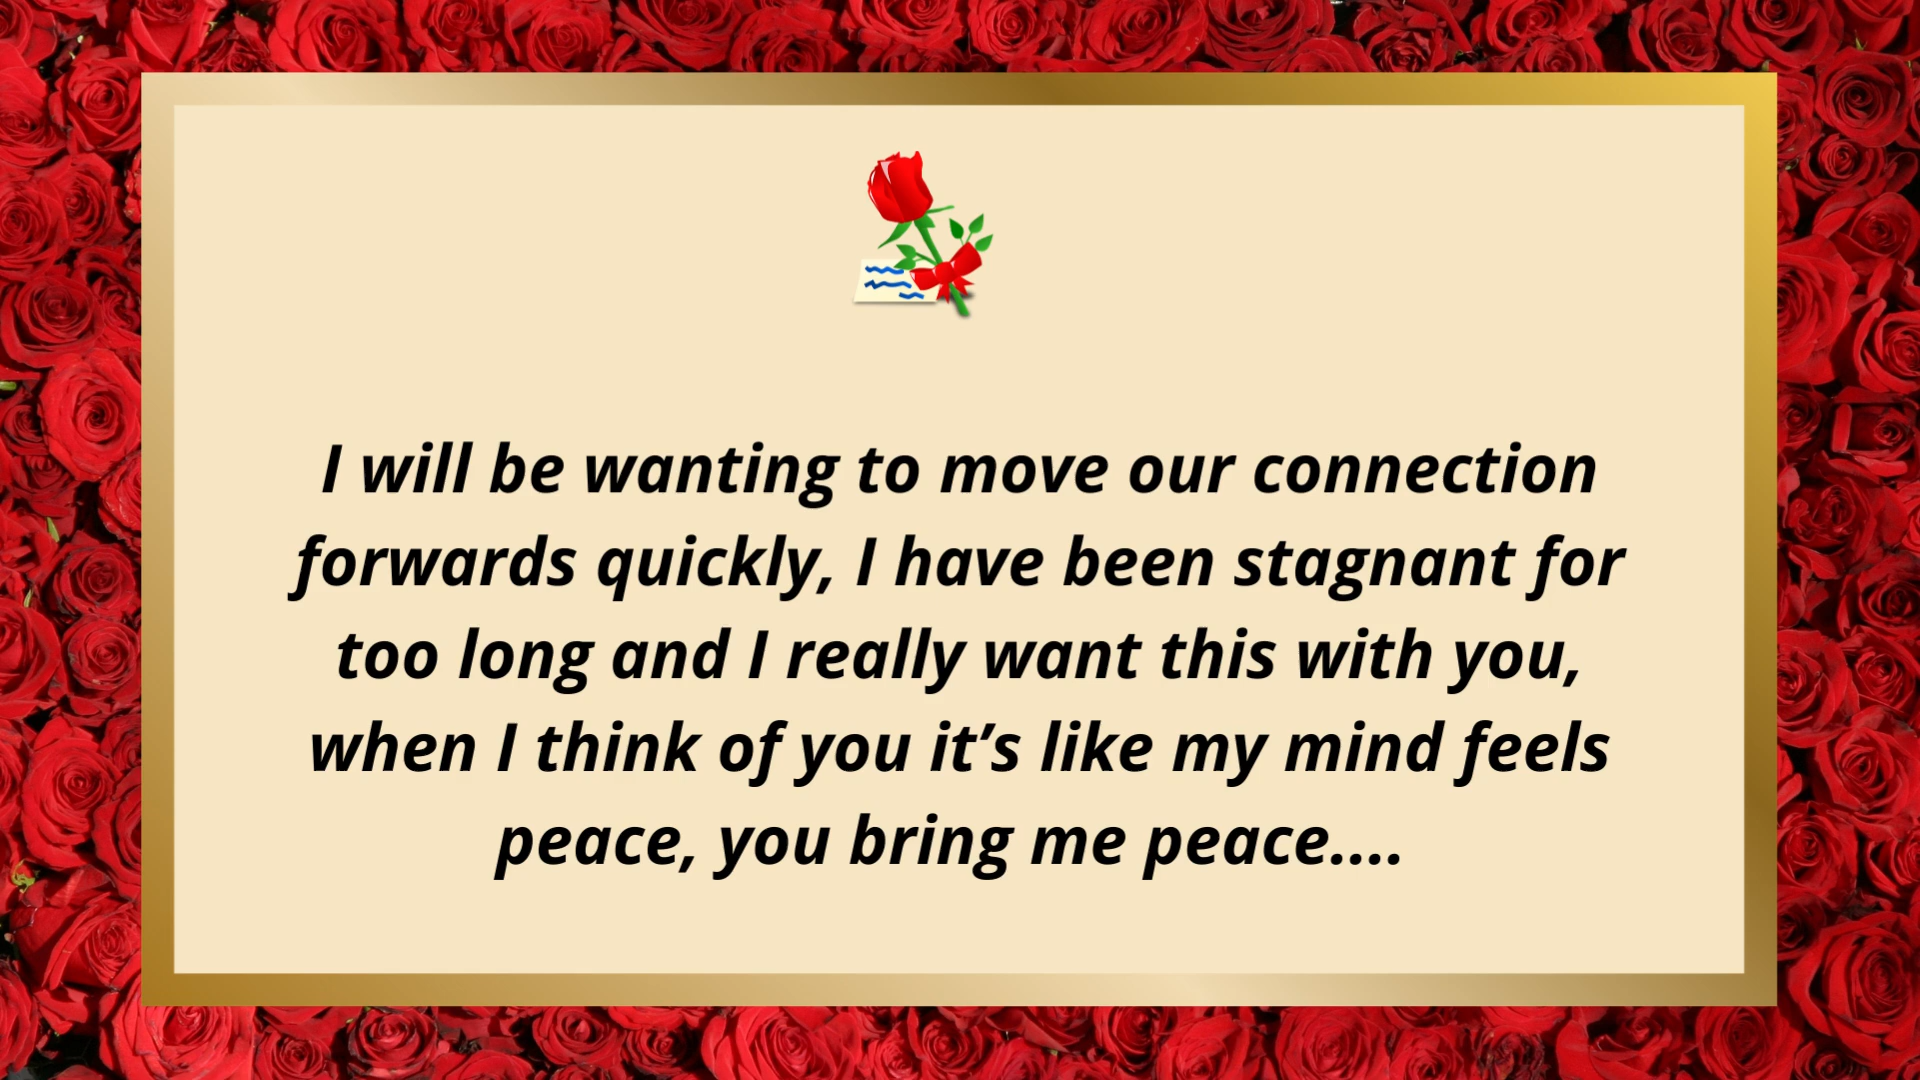 I will be wanting to move our connection
forwards quickly, I have been stagnant for
too long and I really want this with you,
when I think of you it’s like my mind feels
peace, you bring me peace....